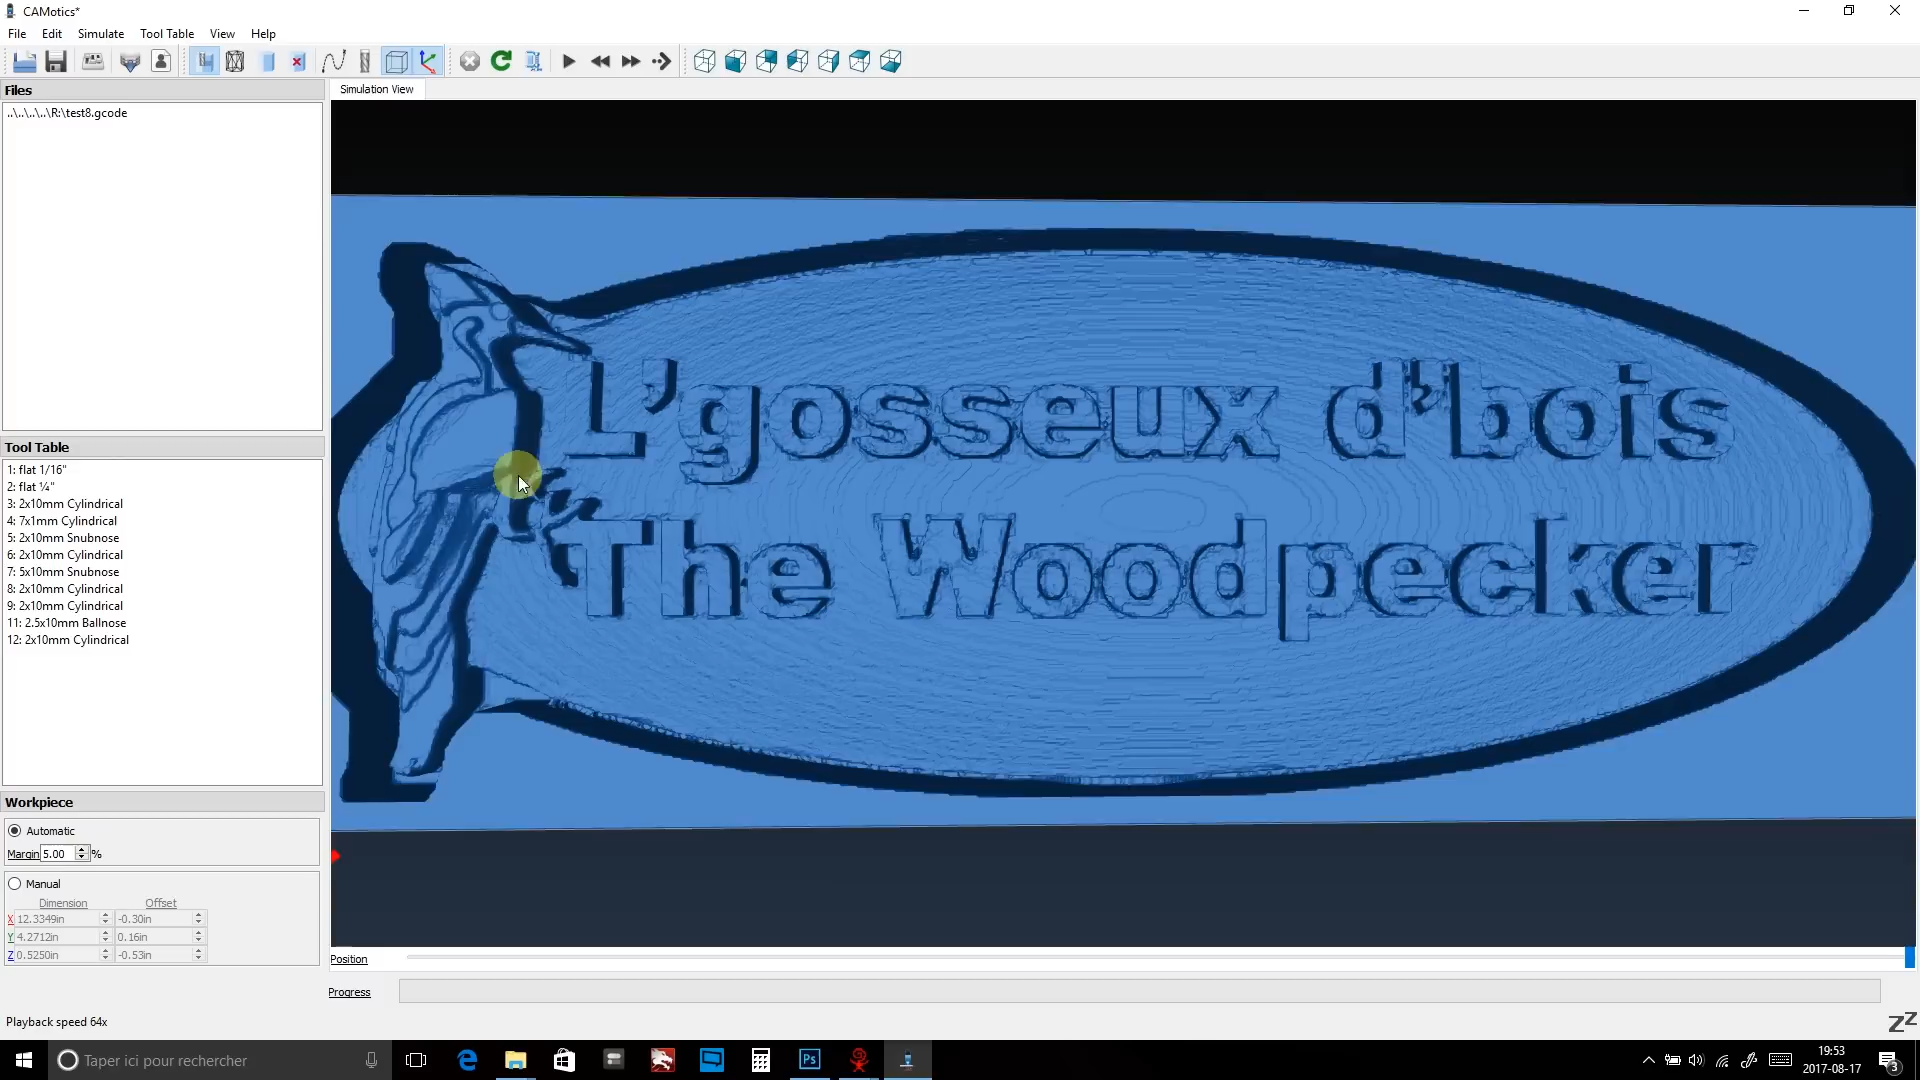 CAMotics*
File Edit Simulate Tool Table View Help
Files
..\..\..\..\R:\test8.gcode
Simulation View
L'gosseux d'bois
The Woodpecker
Tool Table
1: flat 1/16"
2: flat ¼"
3: 2x10mm Cylindrical
4: 7x1mm Cylindrical
5: 2x10mm Snubnose
6: 2x10mm Cylindrical
7: 5x10mm Snubnose
8: 2x10mm Cylindrical
9: 2x10mm Cylindrical
11: 2.5x10mm Ballnose
12: 2x10mm Cylindrical
Workpiece
Automatic
Margin 5.00 %
Manual
Dimension Offset
X 12.3349in -0.30in
Y 4.2712in 0.16in
Z 0.5250in -0.53in
Position
Progress
Playback speed 64x
zZ
Taper ici pour rechercher
Ps
19:53
2017-08-17
3